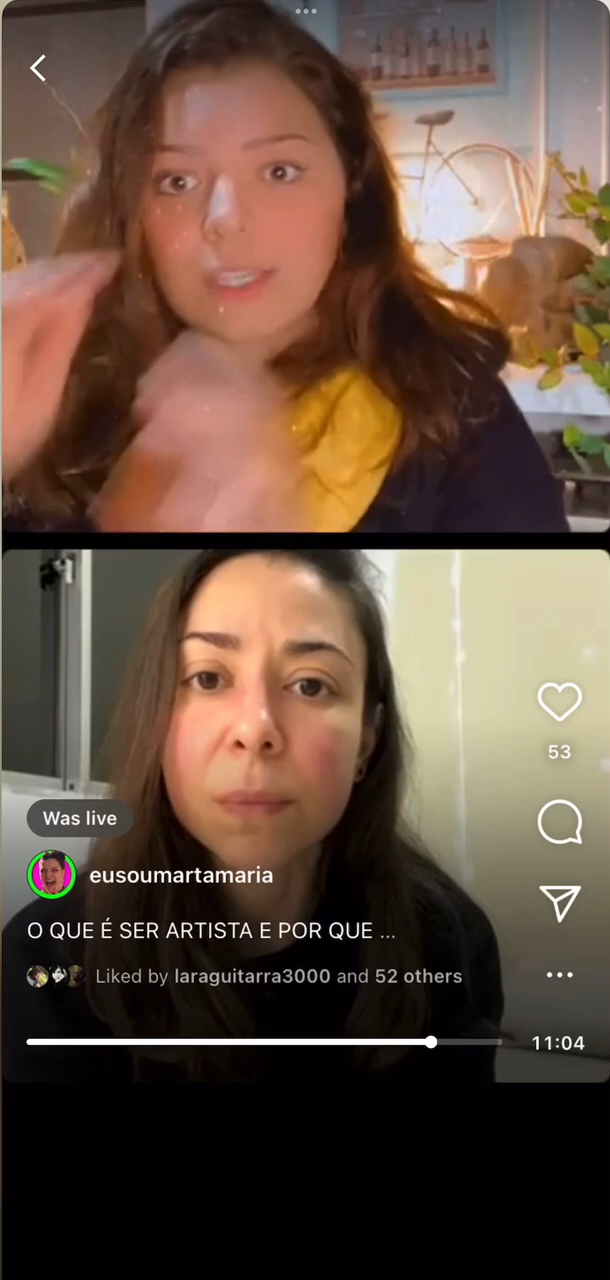 Was live
eusoumartamaria
O QUE É SER ARTISTA E POR QUE ...
Liked by laraguitarra3000 and 52 others
53
11:04